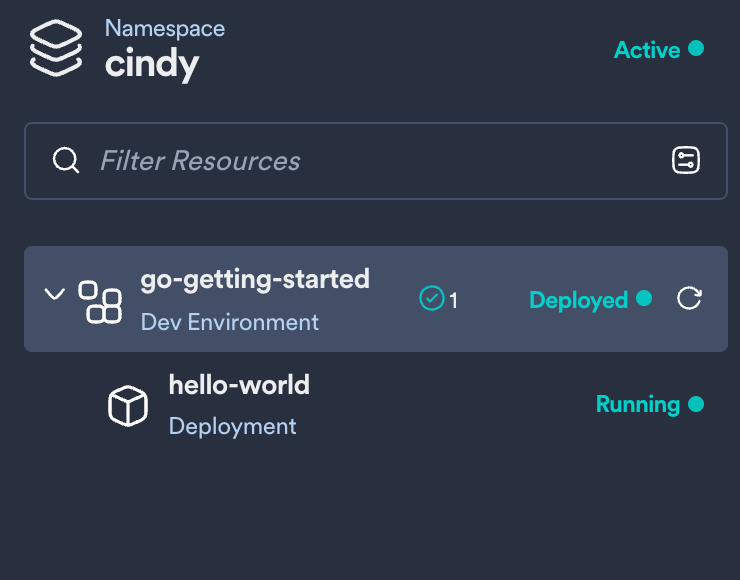 Namespace
cindy
Active
Filter Resources
go-getting-started
1
Deployed
Dev Environment
hello-world
Running
Deployment